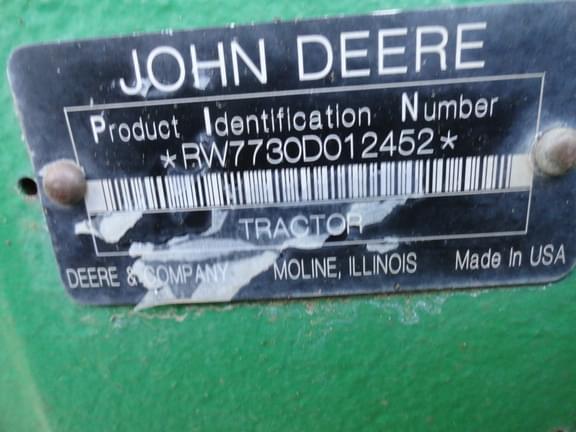 JOHN DEERE
Product Identification Number
*RW7730D012452*
TRACTOR
DEERE & COMPANY MOLINE, ILLINOIS Made In USA